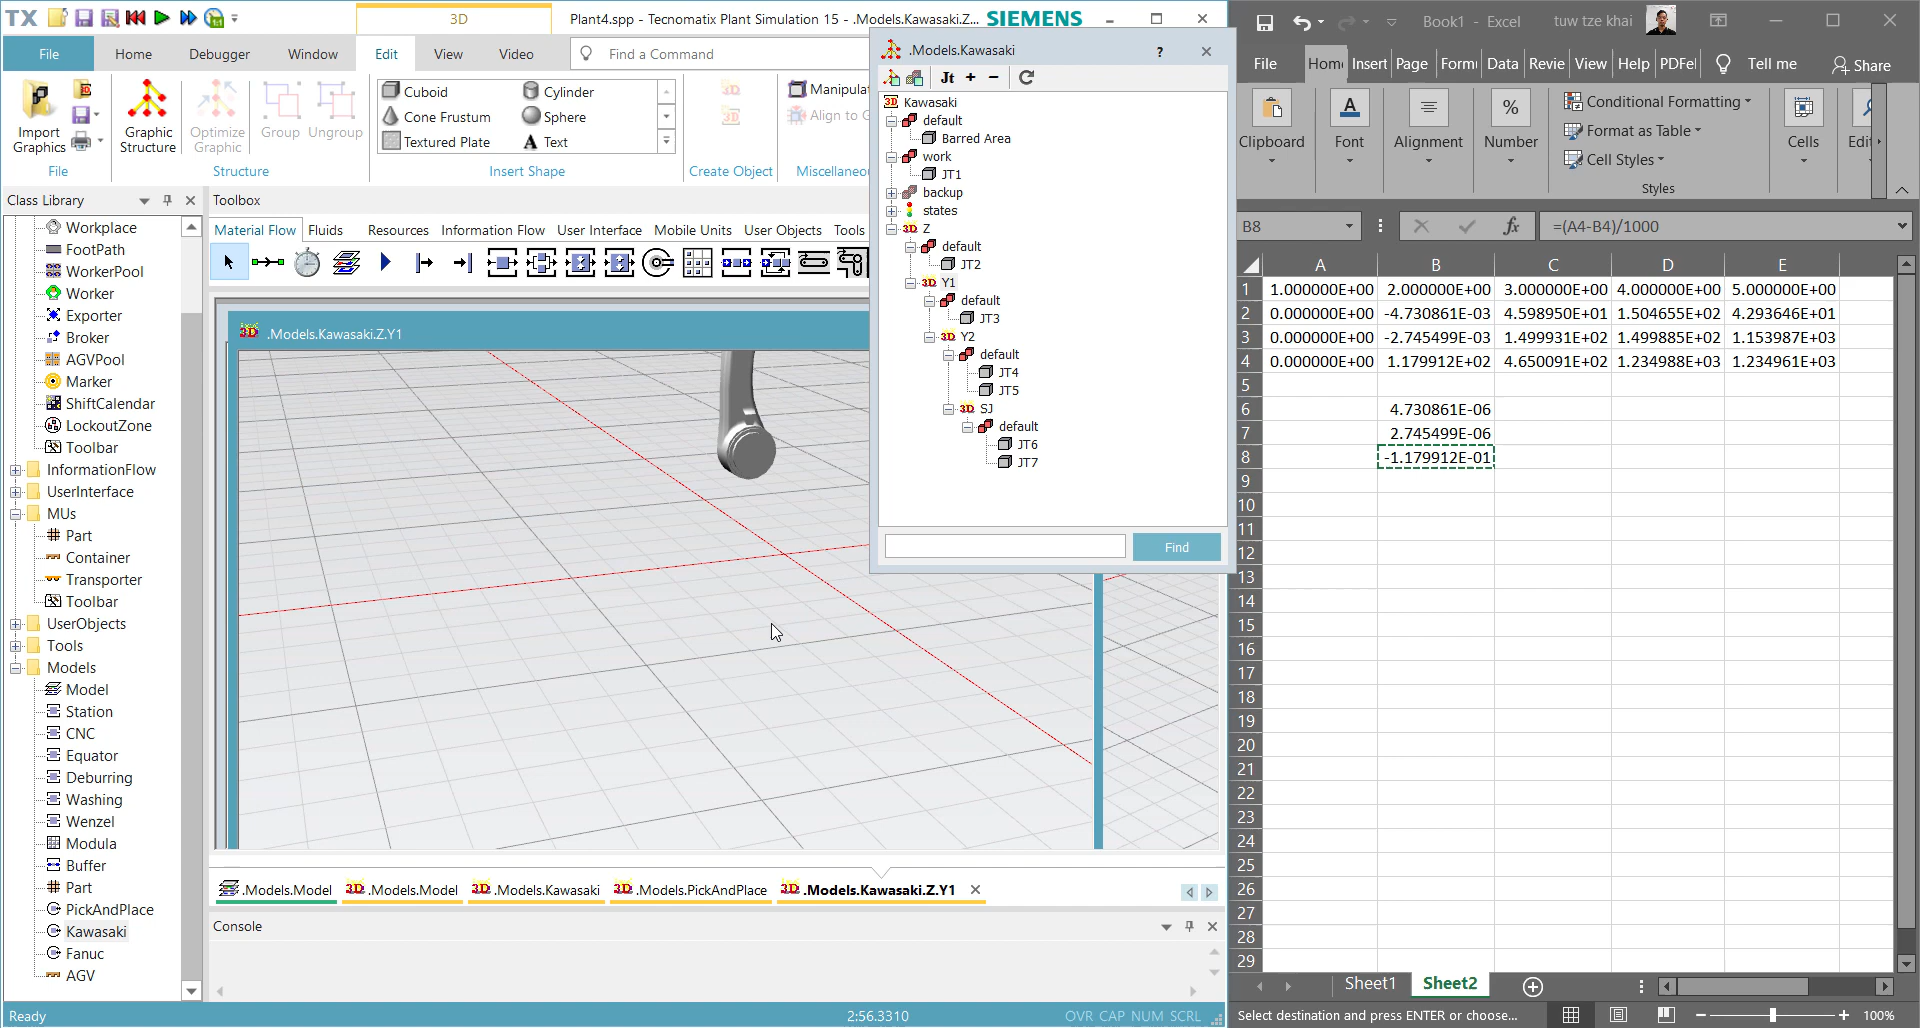 TX
3D
Plant4.spp - Tecnomatix Plant Simulation 15 - .Models.Kawasaki.Z...
SIEMENS
File
Home
Debugger
Window
Edit
View
Video
Find a Command
Import
Graphics
Graphic
Structure
Optimize
Graphic
Group
Ungroup
Cuboid
Cylinder
Cone Frustum
Sphere
Textured Plate
Text
File
Structure
Insert Shape
Create Object
Class Library
Workplace
FootPath
WorkerPool
Worker
Exporter
Broker
AGVPool
Marker
ShiftCalendar
LockoutZone
Toolbar
InformationFlow
UserInterface
MUs
Part
Container
Transporter
Toolbar
UserObjects
Tools
Models
Model
Station
CNC
Equator
Deburring
Washing
Wenzel
Modula
Buffer
Part
PickAndPlace
Kawasaki
Fanuc
AGV
Toolbox
Material Flow
Fluids
Resources
Information Flow
User Interface
Mobile Units
User Objects
Tools
3D .Models.Kawasaki.Z.Y1
.Models.Kawasaki
?
Jt + −
3D Kawasaki
default
Barred Area
work
JT1
backup
states
3D Z
default
JT2
3D Y1
default
JT3
3D Y2
default
JT4
JT5
3D SJ
default
JT6
JT7
Find
.Models.Model
3D .Models.Model
3D .Models.Kawasaki
3D .Models.PickAndPlace
3D .Models.Kawasaki.Z.Y1
Console
Ready
2:56.3310
OVR CAP NUM SCRL
Book1 - Excel
tuw tze khai
File
Insert
Page
Data
Revie
View
Help
Tell me
Share
Clipboard
Font
Alignment
Number
Conditional Formatting
Format as Table
Cell Styles
Styles
Cells
B8
fx
=(A4-B4)/1000
A B C D E
1 1.000000E+00 2.000000E+00 3.000000E+00 4.000000E+00 5.000000E+00
2 0.000000E+00 -4.730861E-03 4.598950E+01 1.504655E+02 4.293646E+01
3 0.000000E+00 -2.745499E-03 1.499931E+02 1.499885E+02 1.153987E+03
4 0.000000E+00 1.179912E+02 4.650091E+02 1.234988E+03 1.234961E+03
5
6 4.730861E-06
7 2.745499E-06
8 -1.179912E-01
9
10
11
12
13
14
15
16
17
18
19
20
21
22
23
24
25
26
27
28
29
Sheet1
Sheet2
Select destination and press ENTER or choose...
100%